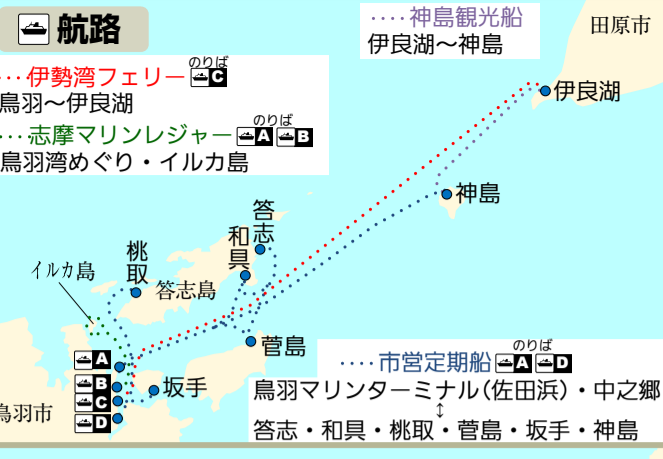 航路
‥‥神島観光船
伊良湖〜神島
田原市
‥‥伊勢湾フェリー のりば C
鳥羽〜伊良湖
‥‥志摩マリンレジャー のりば A B
鳥羽湾めぐり・イルカ島
伊良湖
神島
答志
和具
桃取
イルカ島
答志島
菅島
坂手
A
B
C
D
鳥羽市
‥‥市営定期船 のりば A D
鳥羽マリンターミナル(佐田浜)・中之郷
↕
答志・和具・桃取・菅島・坂手・神島